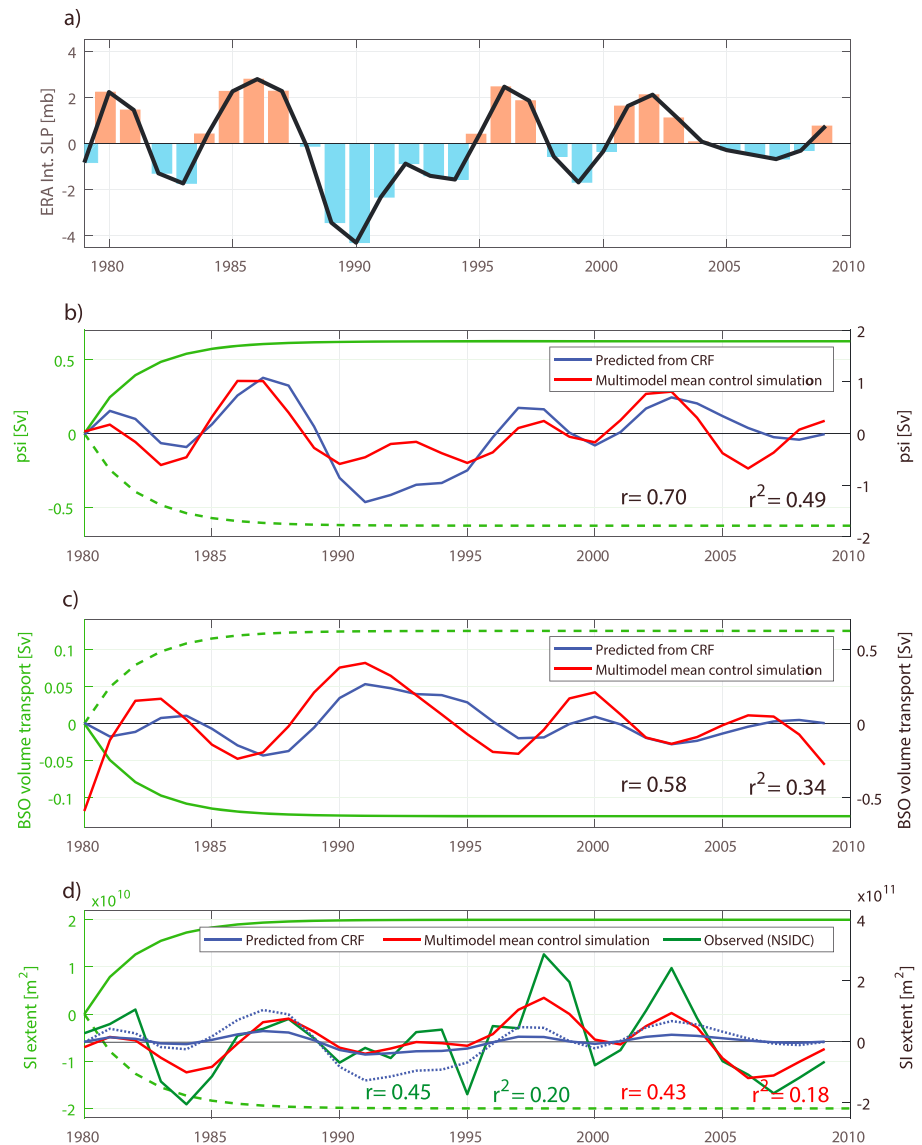 a)
ERA Int. SLP [mb]
4
2
0
-2
-4
1980 1985 1990 1995 2000 2005 2010
b)
psi [Sv]
0.5
0
-0.5
Predicted from CRF
Multimodel mean control simulation
2
1
0
-1
-2
psi [Sv]
r= 0.70 r²= 0.49
1980 1985 1990 1995 2000 2005 2010
c)
BSO volume transport [Sv]
0.1
0.05
0
-0.05
-0.1
Predicted from CRF
Multimodel mean control simulation
0.5
0
-0.5
BSO volume transport [Sv]
r= 0.58 r²= 0.34
1980 1985 1990 1995 2000 2005 2010
d)
x10¹⁰
x10¹¹
SI extent [m²]
2
1
0
-1
-2
Predicted from CRF Multimodel mean control simulation Observed (NSIDC)
4
2
0
-2
SI extent [m²]
r= 0.45 r²= 0.20 r= 0.43 r²= 0.18
1980 1985 1990 1995 2000 2005 2010